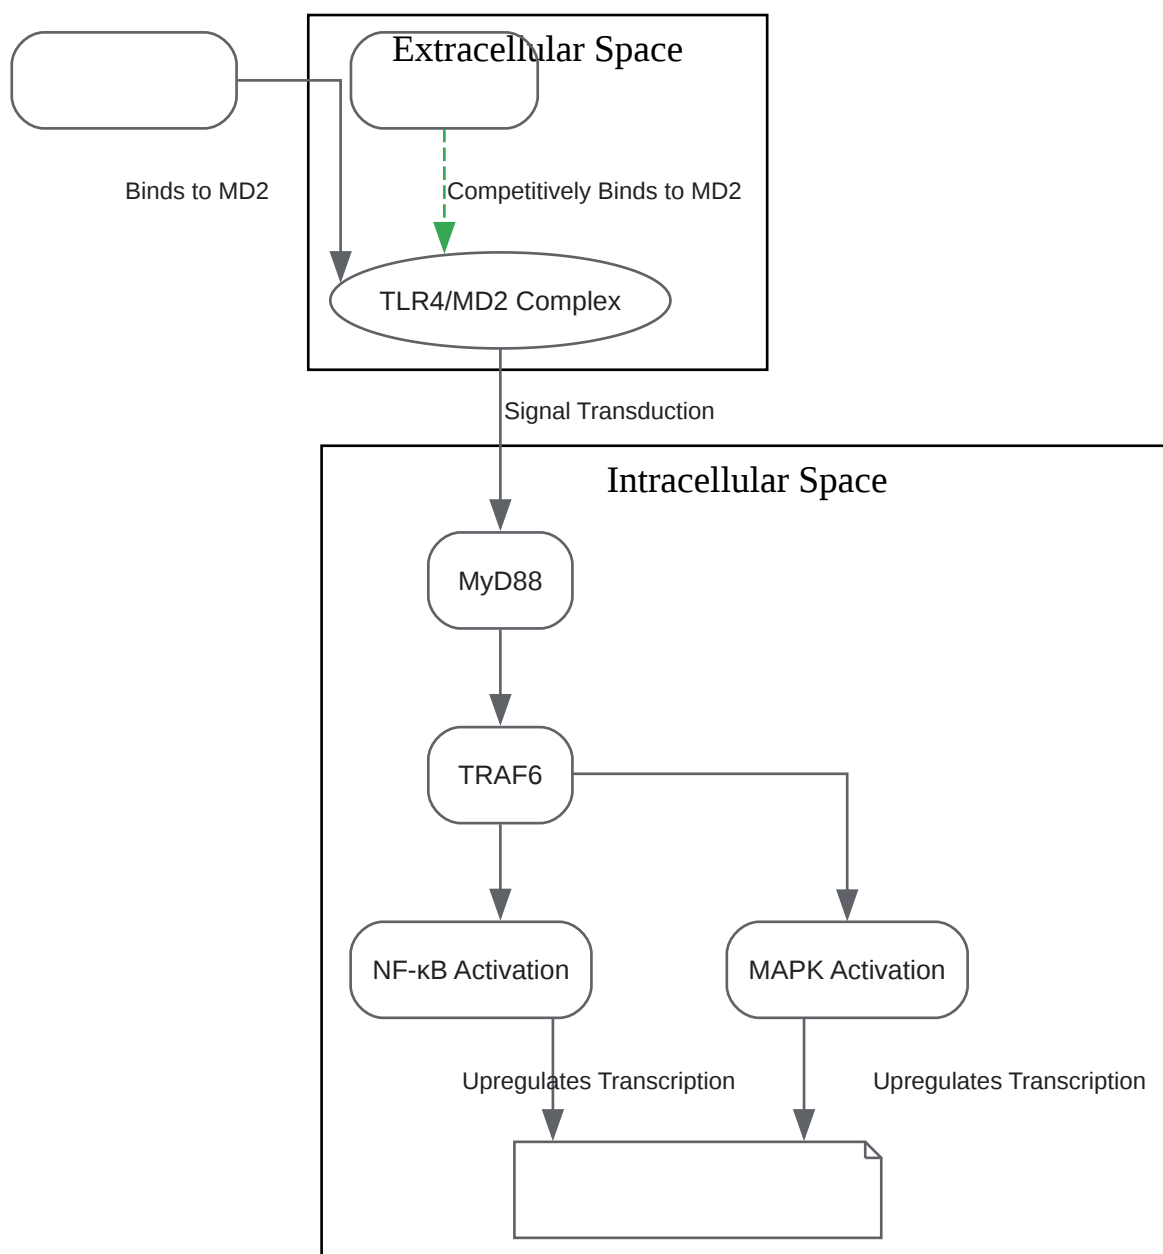 Extracellular Space
Binds to MD2
Competitively Binds to MD2
TLR4/MD2 Complex
Signal Transduction
Intracellular Space
MyD88
TRAF6
NF-κB Activation
MAPK Activation
Upregulates Transcription
Upregulates Transcription